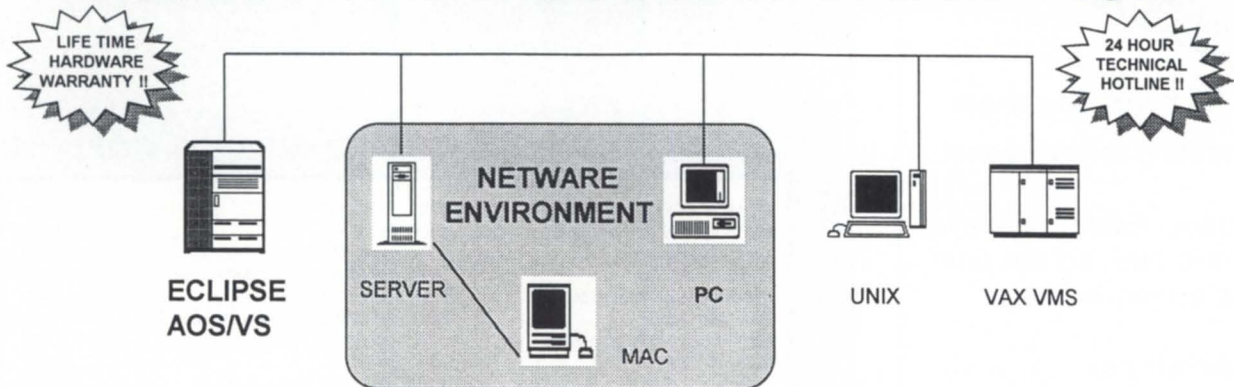 LIFE TIME
HARDWARE
WARRANTY !!
24 HOUR
TECHNICAL
HOTLINE !!
NETWARE
ENVIRONMENT
ECLIPSE
AOS/VS
SERVER
PC
MAC
UNIX
VAX VMS